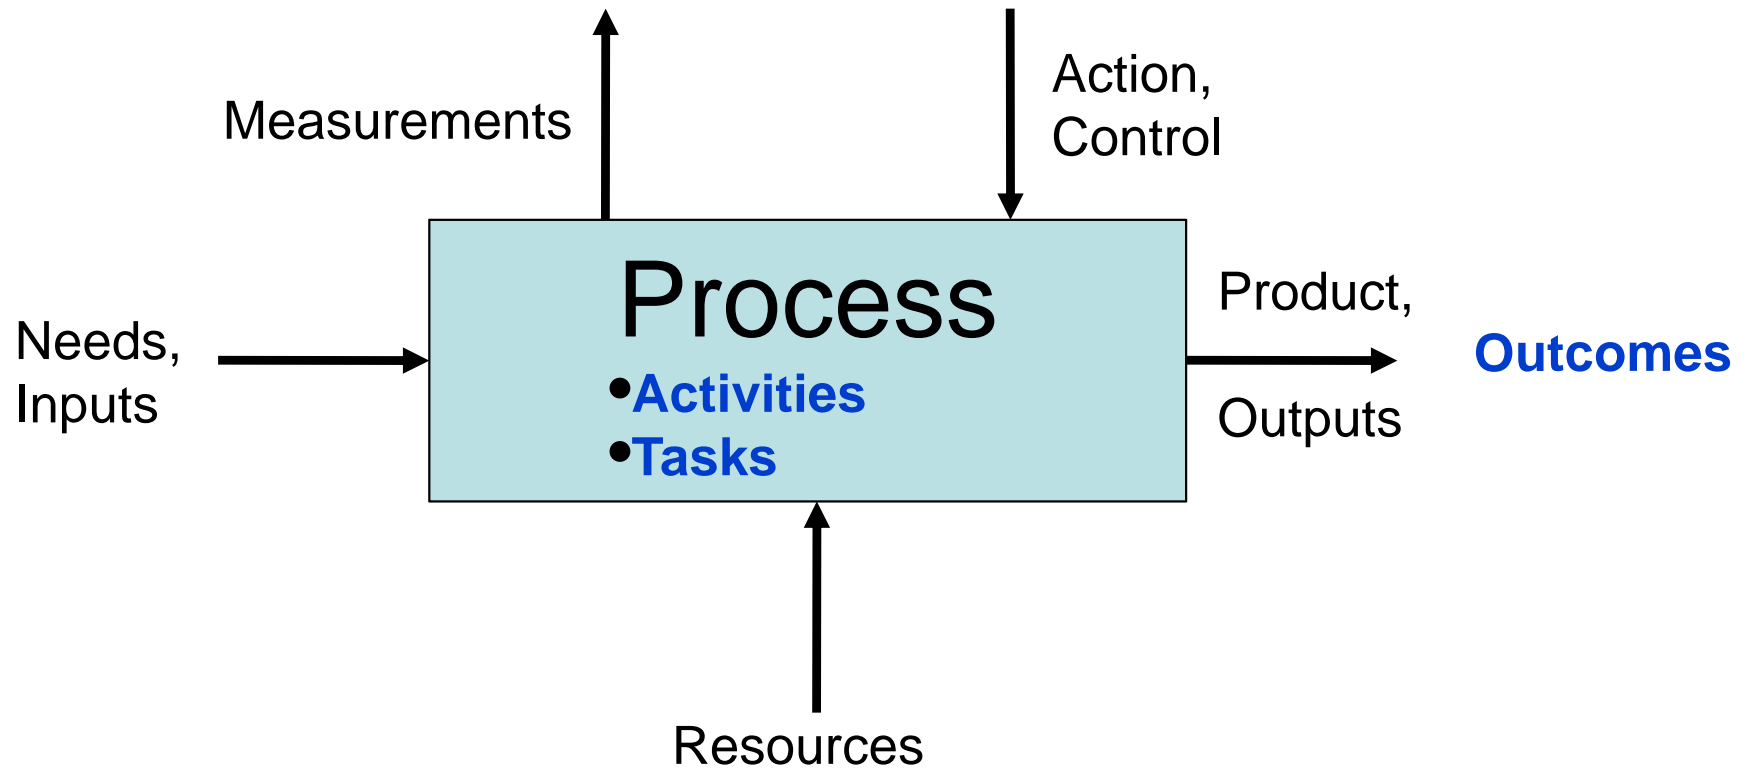 Action,
Control
Measurements
Process
Needs,
Inputs
•Activities
•Tasks
Product,
Outcomes
Outputs
Resources